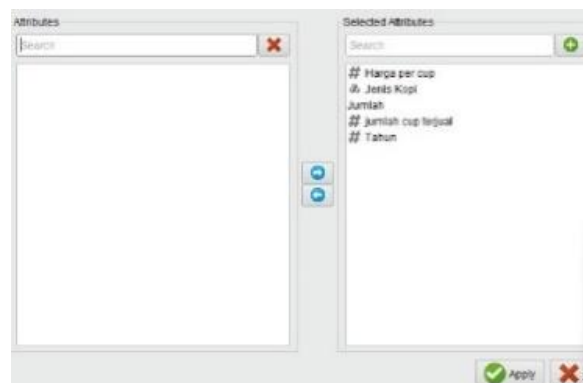 Attributes
Search
Selected Attributes
Search
# Harga per cup
Jenis Kopi
Jumlah
# jumlah cup terjual
# Tahun
Apply